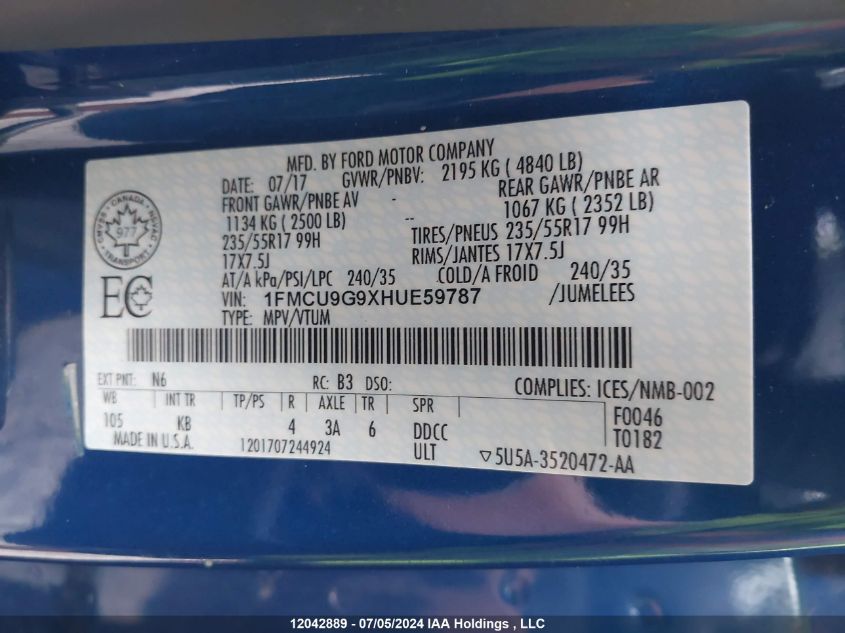 MFD. BY FORD MOTOR COMPANY
DATE: 07/17 GVWR/PNBV: 2195 KG ( 4840 LB)
FRONT GAWR/PNBE AV REAR GAWR/PNBE AR
1134 KG ( 2500 LB) -- 1067 KG ( 2352 LB)
235/55R17 99H TIRES/PNEUS 235/55R17 99H
17X7.5J RIMS/JANTES 17X7.5J
AT/A kPa/PSI/LPC 240/35 COLD/A FROID 240/35
VIN: 1FMCU9G9XHUE59787 /JUMELEES
TYPE: MPV/VTUM
CMVSS - CANADA - NSVAC
977
TRANSPORT
EC
EXT PNT: N6 RC: B3 DSO: COMPLIES: ICES/NMB-002
WB INT TR TP/PS R AXLE TR SPR F0046
105 KB 4 3A 6 DDCC T0182
MADE IN U.S.A. 1201707244924 ULT ▽5U5A-3520472-AA
12042889 - 07/05/2024 IAA Holdings , LLC